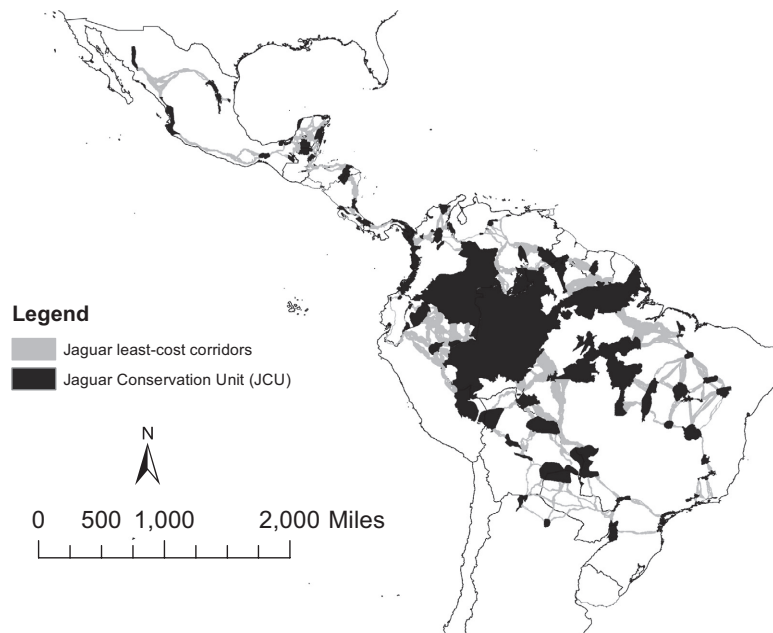 Legend
Jaguar least-cost corridors
Jaguar Conservation Unit (JCU)
N
0 500 1,000 2,000 Miles